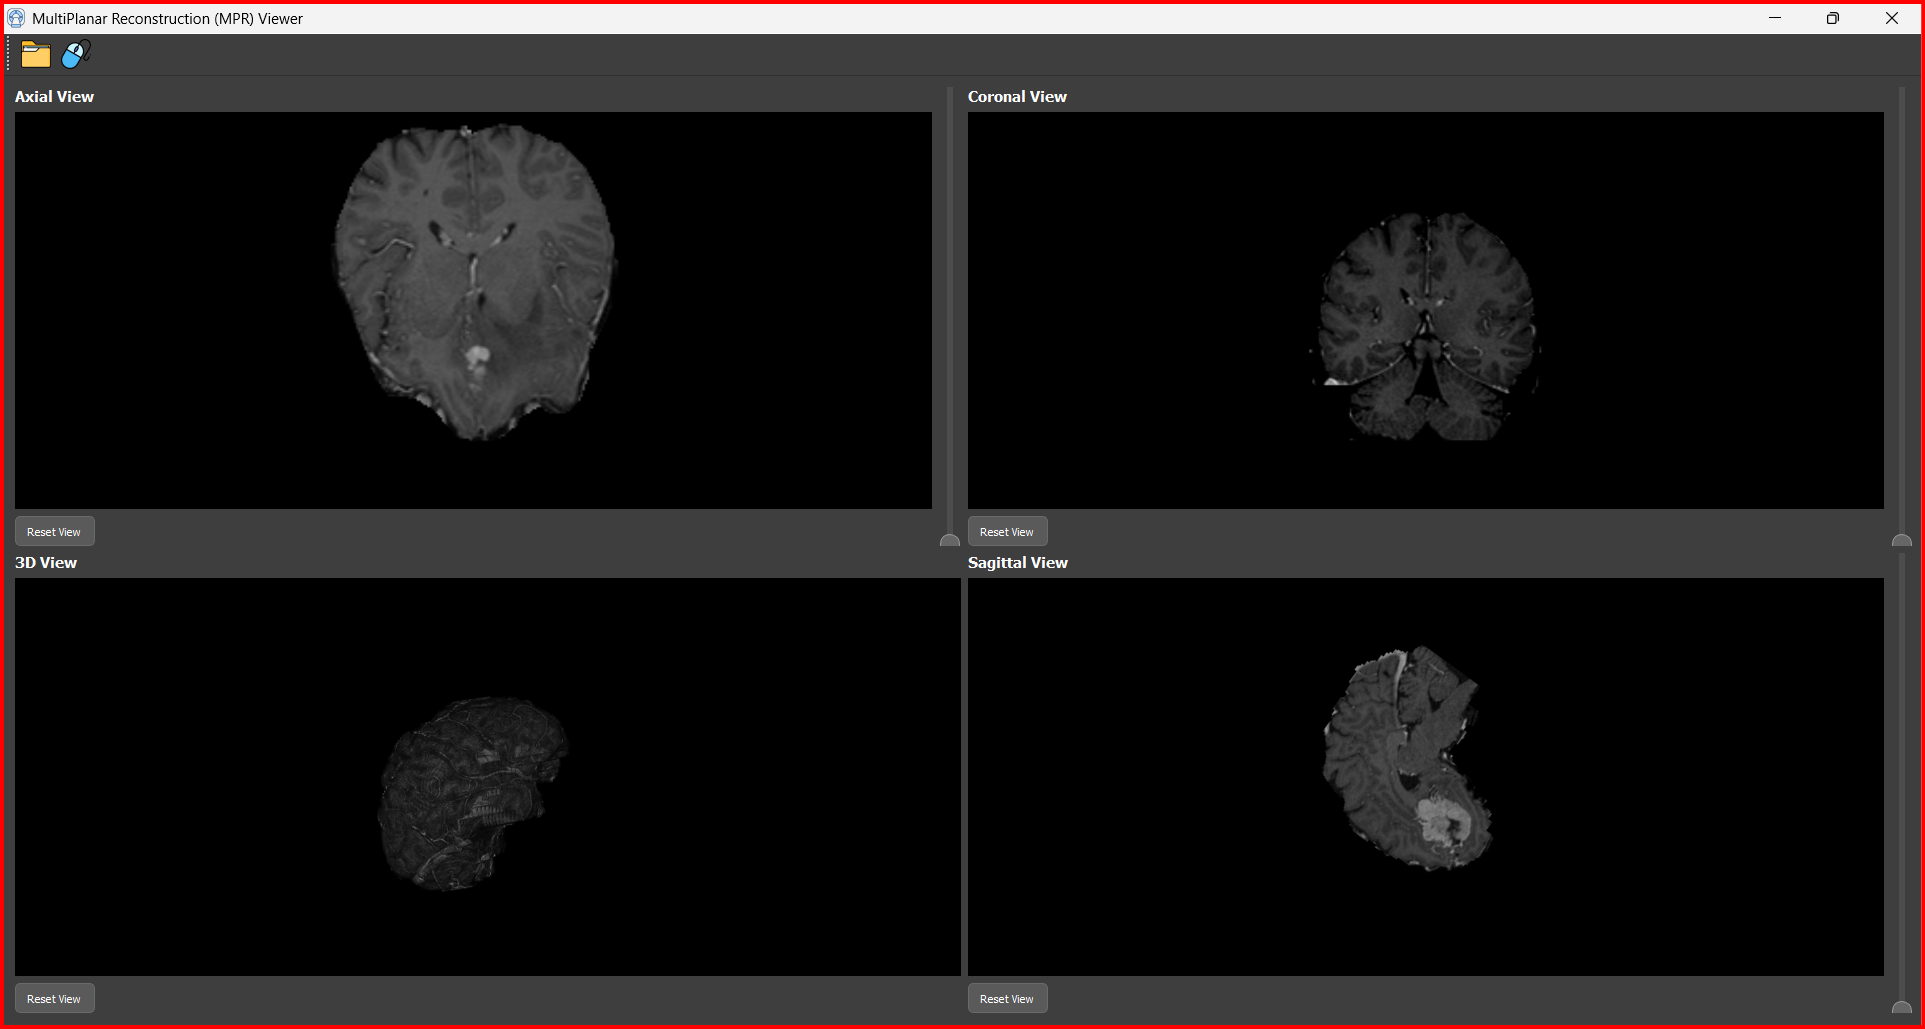 MultiPlanar Reconstruction (MPR) Viewer
Axial View
Coronal View
Reset View
Reset View
3D View
Sagittal View
Reset View
Reset View